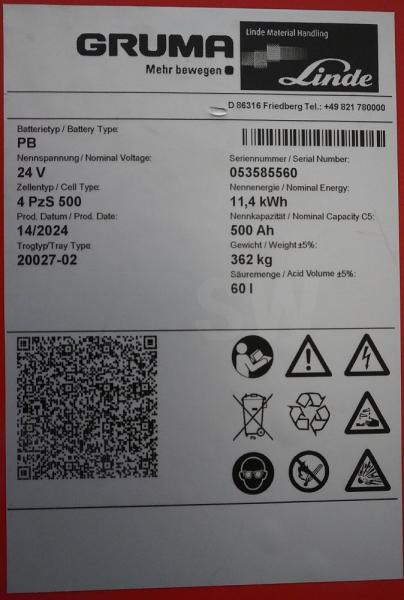 GRUMA
Mehr bewegen
Linde Material Handling
Linde
D 86316 Friedberg Tel.: +49 821 780000
Batterietyp / Battery Type:
PB
Nennspannung / Nominal Voltage:
24 V
Zellentyp / Cell Type:
4 PzS 500
Prod. Datum / Prod. Date:
14/2024
Trogtyp/Tray Type:
20027-02
Seriennummer / Serial Number:
053585560
Nennenergie / Nominal Energy:
11,4 kWh
Nennkapazität / Nominal Capacity C5:
500 Ah
Gewicht / Weight ±5%:
362 kg
Säuremenge / Acid Volume ±5%:
60 l
SW
Pb